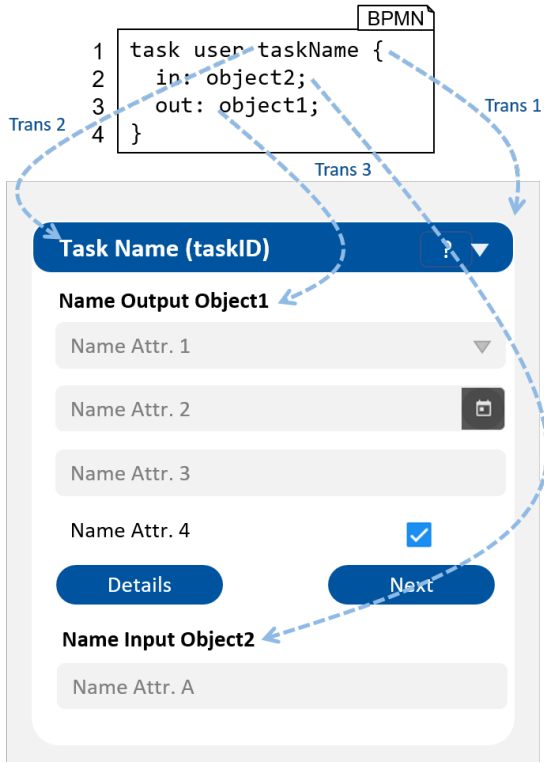 BPMN
1 task user taskName {
2 in: object2;
3 out: object1;
4 }
Trans 1
Trans 2
Trans 3
Task Name (taskID) ?
Name Output Object1
Name Attr. 1
Name Attr. 2
Name Attr. 3
Name Attr. 4
Details Next
Name Input Object2
Name Attr. A